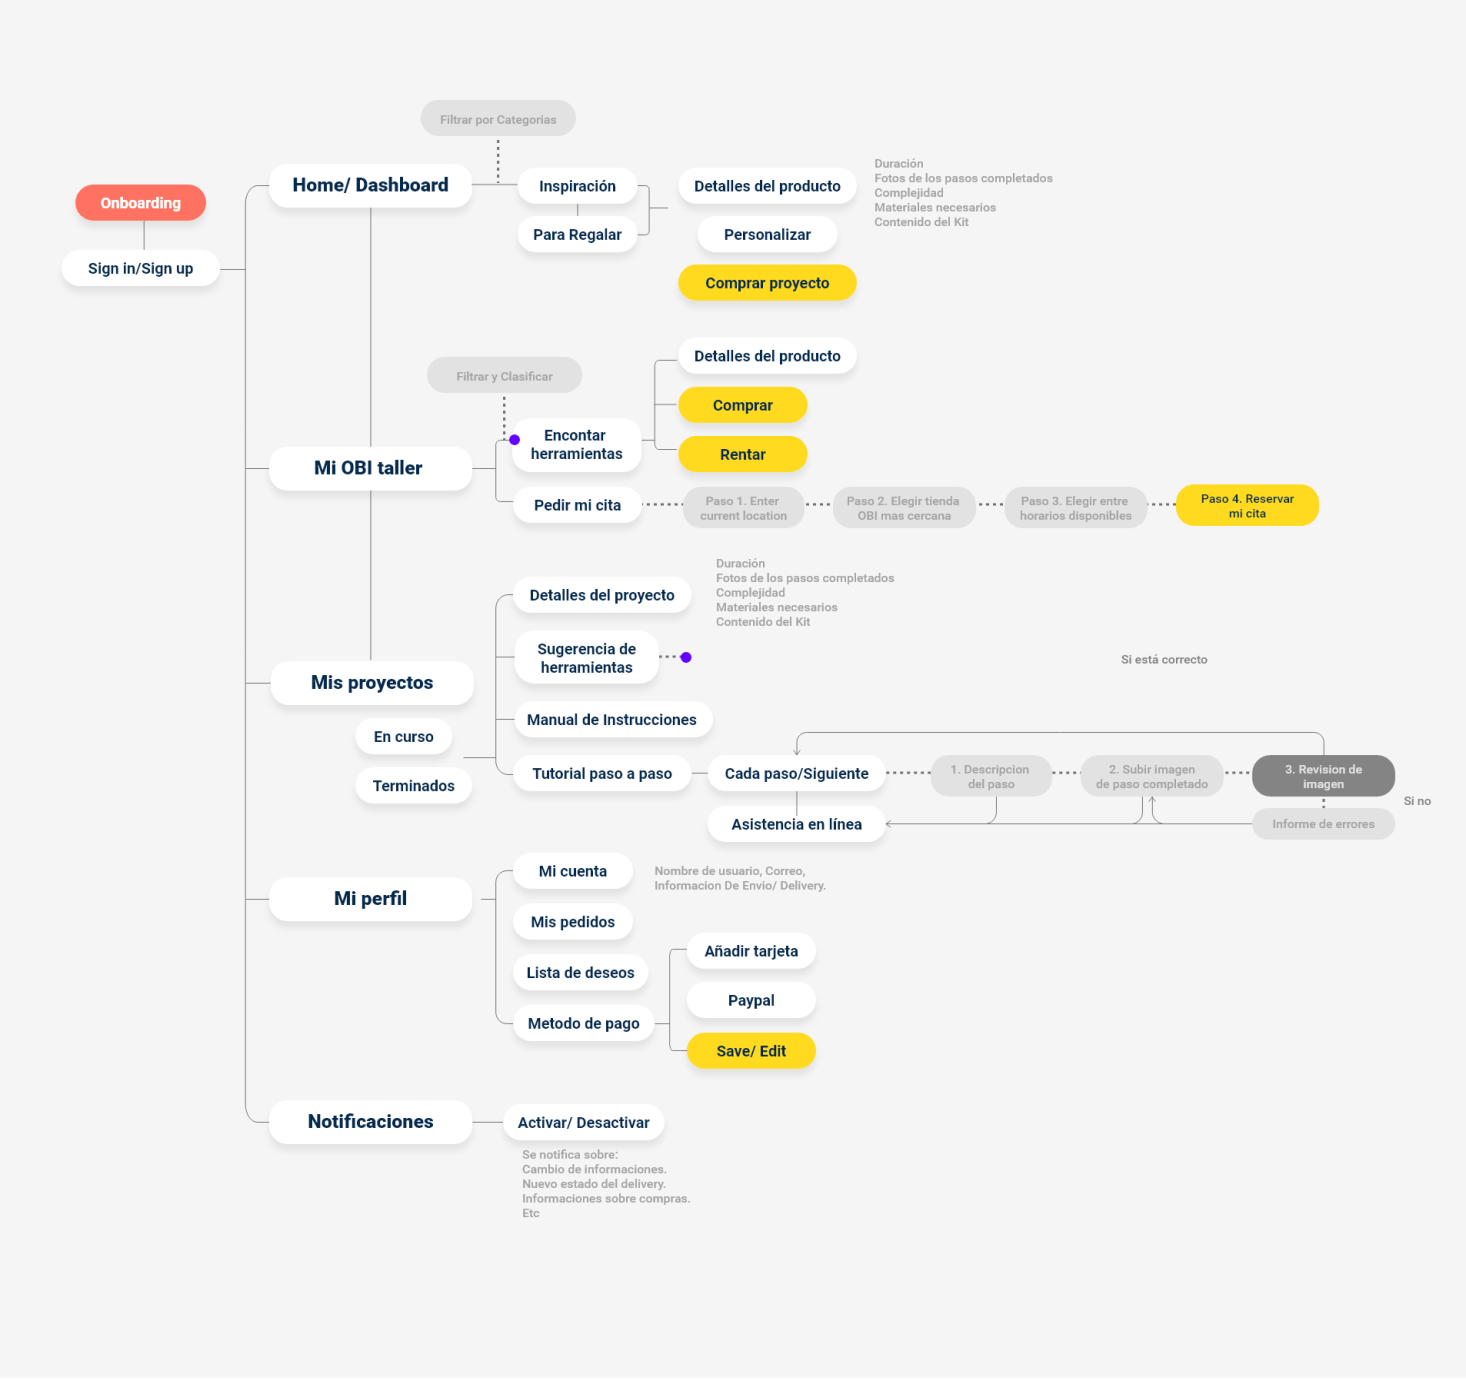 Onboarding
Sign in/Sign up
Filtrar por Categorias
Home/ Dashboard
Inspiración
Para Regalar
Detalles del producto
Personalizar
Comprar proyecto
Duración
Fotos de los pasos completados
Complejidad
Materiales necesarios
Contenido del Kit
Filtrar y Clasificar
Mi OBI taller
Encontar
herramientas
Detalles del producto
Comprar
Rentar
Pedir mi cita
Paso 1. Enter
current location
Paso 2. Elegir tienda
OBI mas cercana
Paso 3. Elegir entre
horarios disponibles
Paso 4. Reservar
mi cita
Mis proyectos
En curso
Terminados
Detalles del proyecto
Duración
Fotos de los pasos completados
Complejidad
Materiales necesarios
Contenido del Kit
Sugerencia de
herramientas
Manual de Instrucciones
Tutorial paso a paso
Cada paso/Siguiente
Asistencia en línea
1. Descripcion
del paso
2. Subir imagen
de paso completado
3. Revision de
imagen
Informe de errores
Si está correcto
Si no
Mi perfil
Mi cuenta
Nombre de usuario, Correo,
Informacion De Envio/ Delivery.
Mis pedidos
Lista de deseos
Metodo de pago
Añadir tarjeta
Paypal
Save/ Edit
Notificaciones
Activar/ Desactivar
Se notifica sobre:
Cambio de informaciones.
Nuevo estado del delivery.
Informaciones sobre compras.
Etc